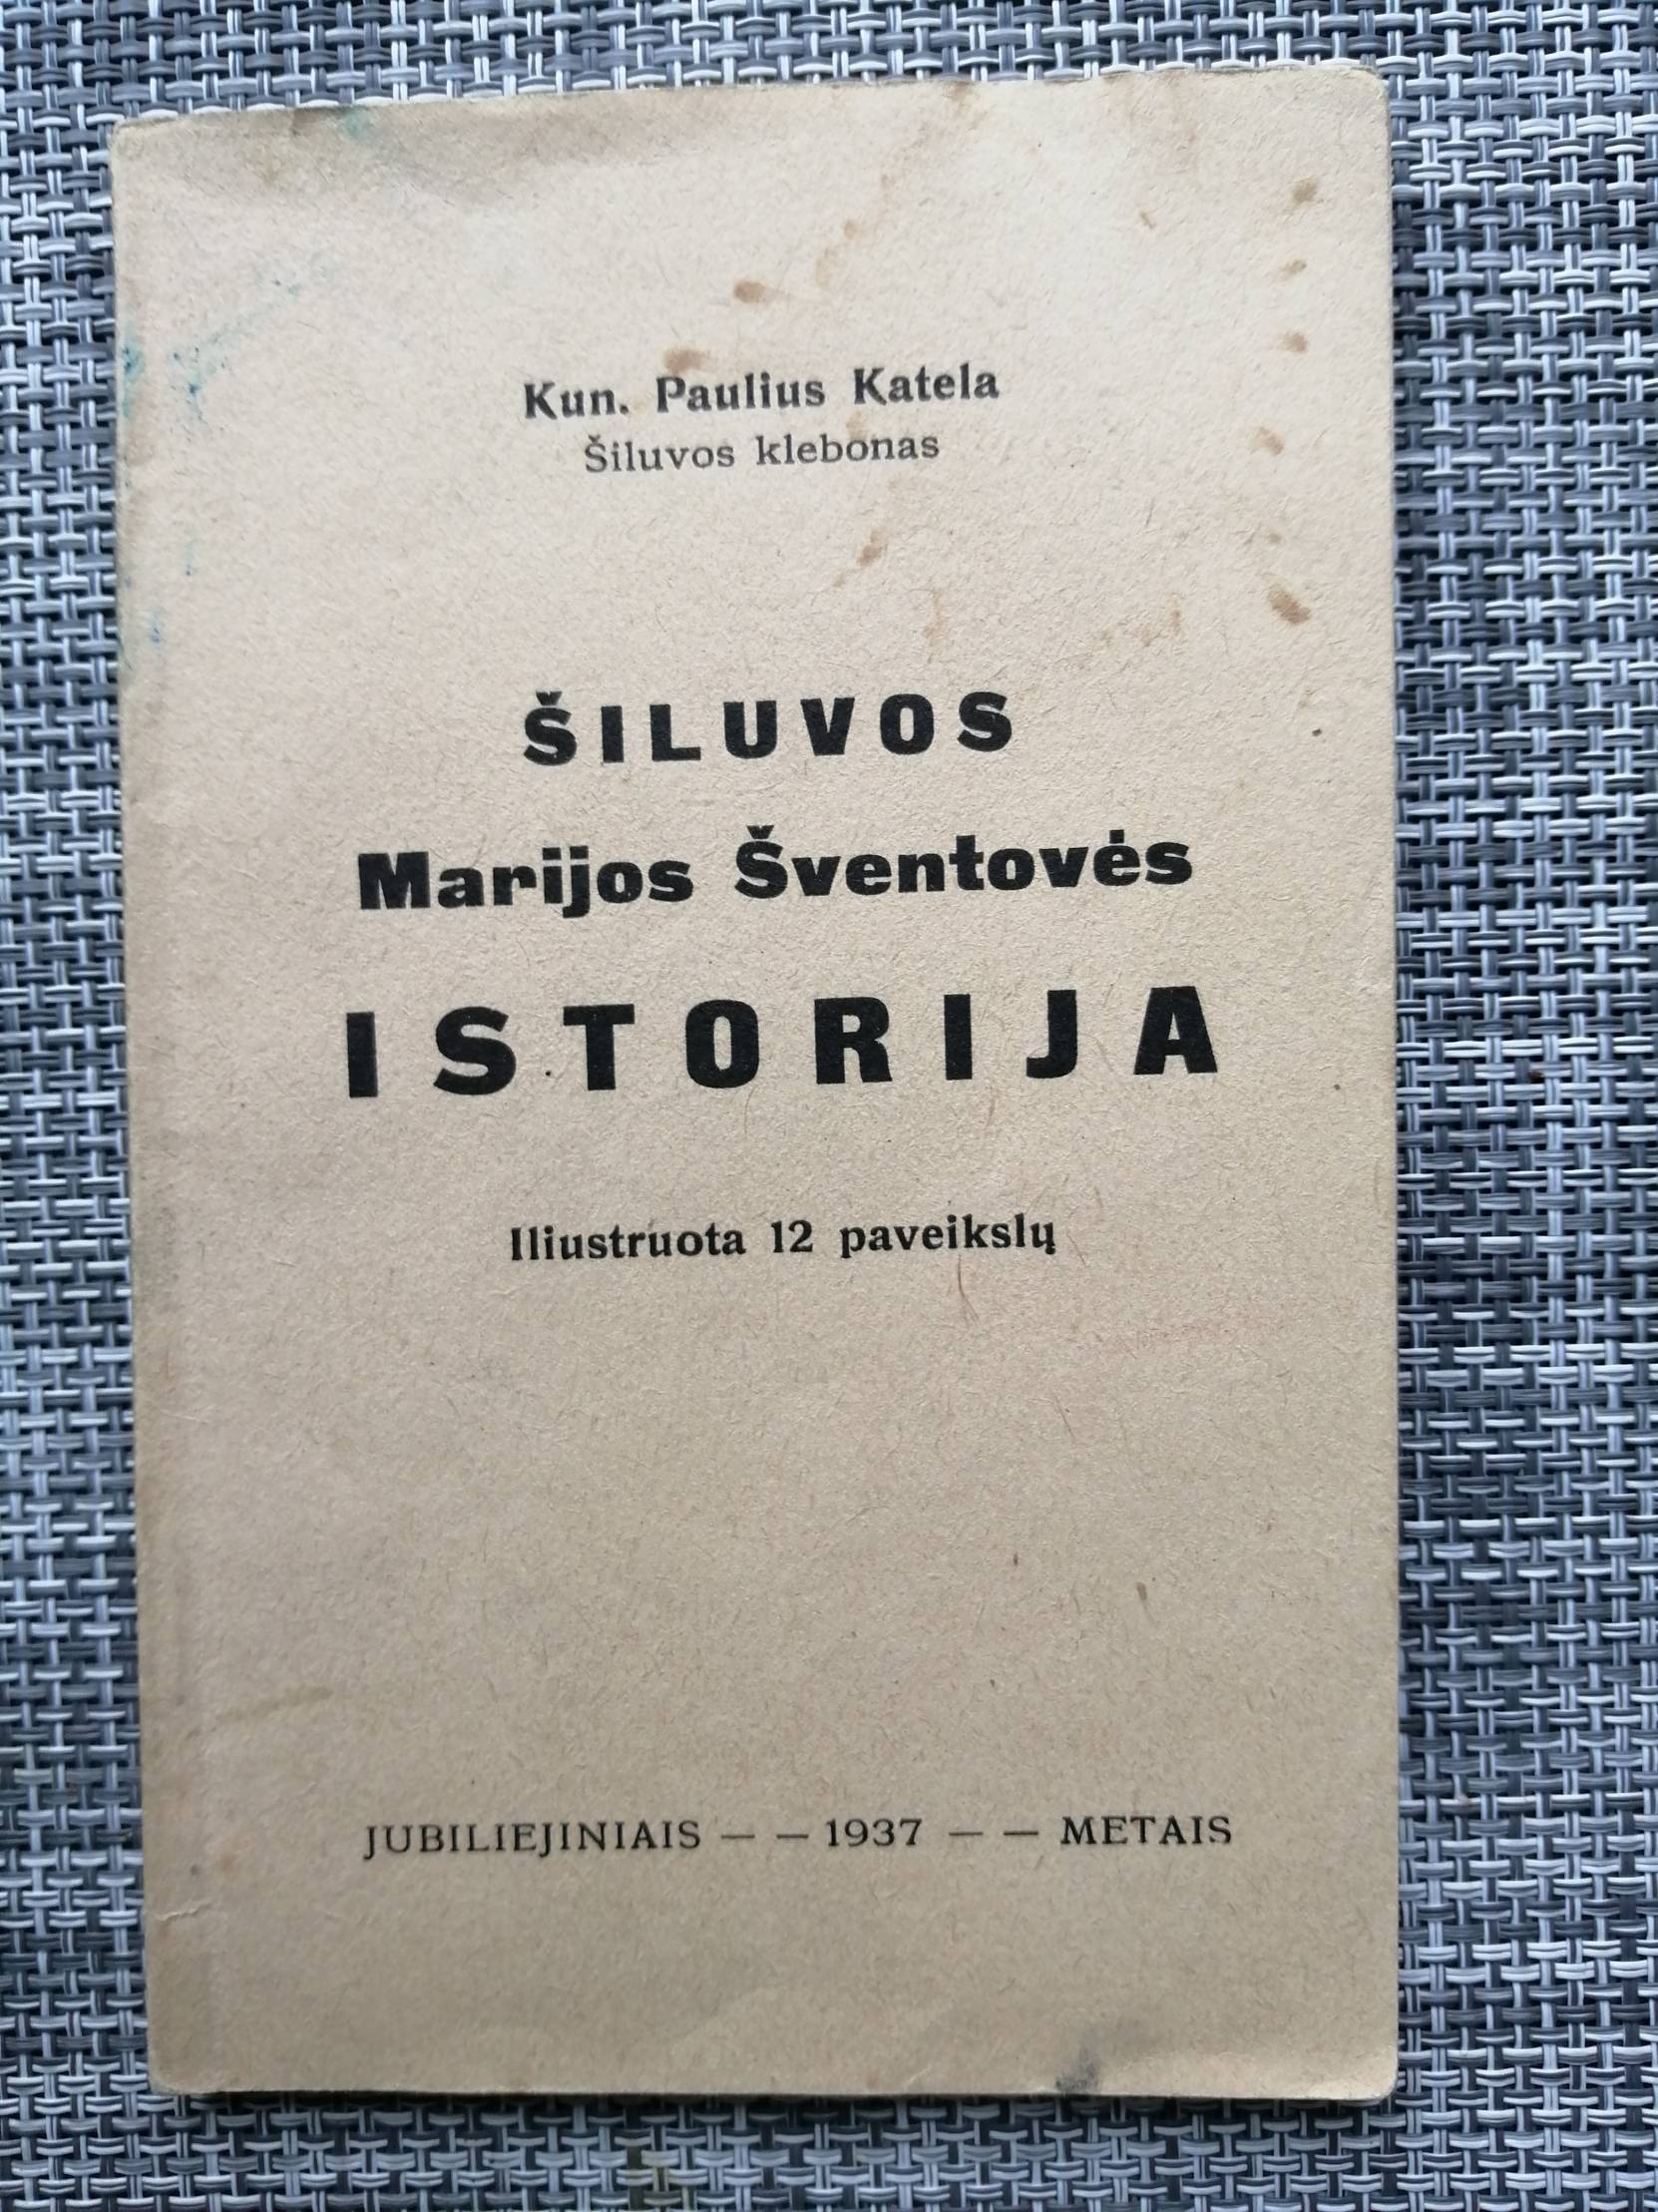 Kun. Paulius Katela
Šiluvos klebonas
ŠILUVOS
Marijos Šventovės
ISTORIJA
Iliustruota 12 paveikslų
JUBILIEJINIAIS — — 1937 — — METAIS